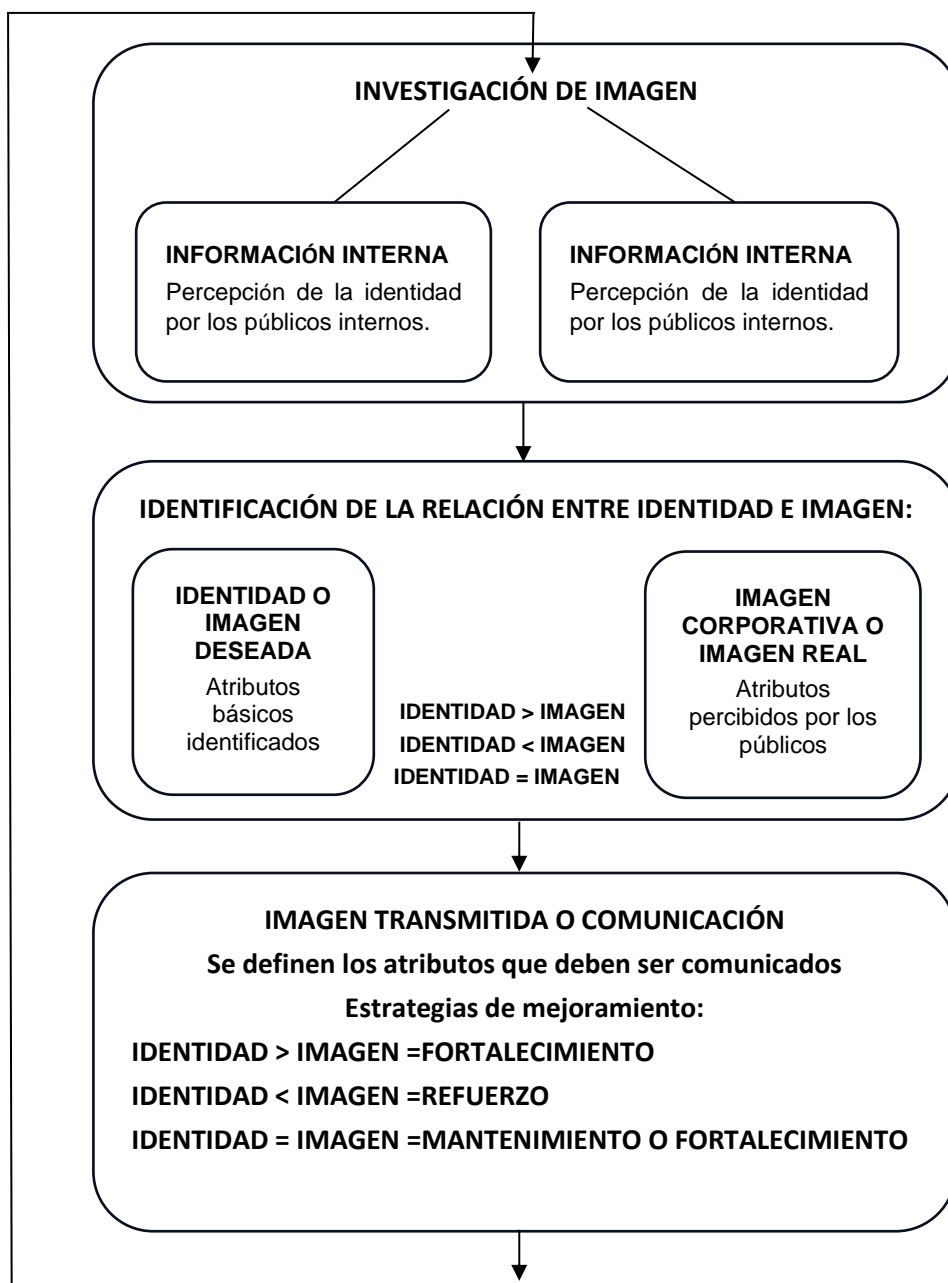 INVESTIGACIÓN DE IMAGEN
INFORMACIÓN INTERNA
Percepción de la identidad
por los públicos internos.
INFORMACIÓN INTERNA
Percepción de la identidad
por los públicos internos.
IDENTIFICACIÓN DE LA RELACIÓN ENTRE IDENTIDAD E IMAGEN:
IDENTIDAD O
IMAGEN
DESEADA
Atributos
básicos
identificados
IDENTIDAD > IMAGEN
IDENTIDAD < IMAGEN
IDENTIDAD = IMAGEN
IMAGEN
CORPORATIVA O
IMAGEN REAL
Atributos
percibidos por los
públicos
IMAGEN TRANSMITIDA O COMUNICACIÓN
Se definen los atributos que deben ser comunicados
Estrategias de mejoramiento:
IDENTIDAD > IMAGEN =FORTALECIMIENTO
IDENTIDAD < IMAGEN =REFUERZO
IDENTIDAD = IMAGEN =MANTENIMIENTO O FORTALECIMIENTO